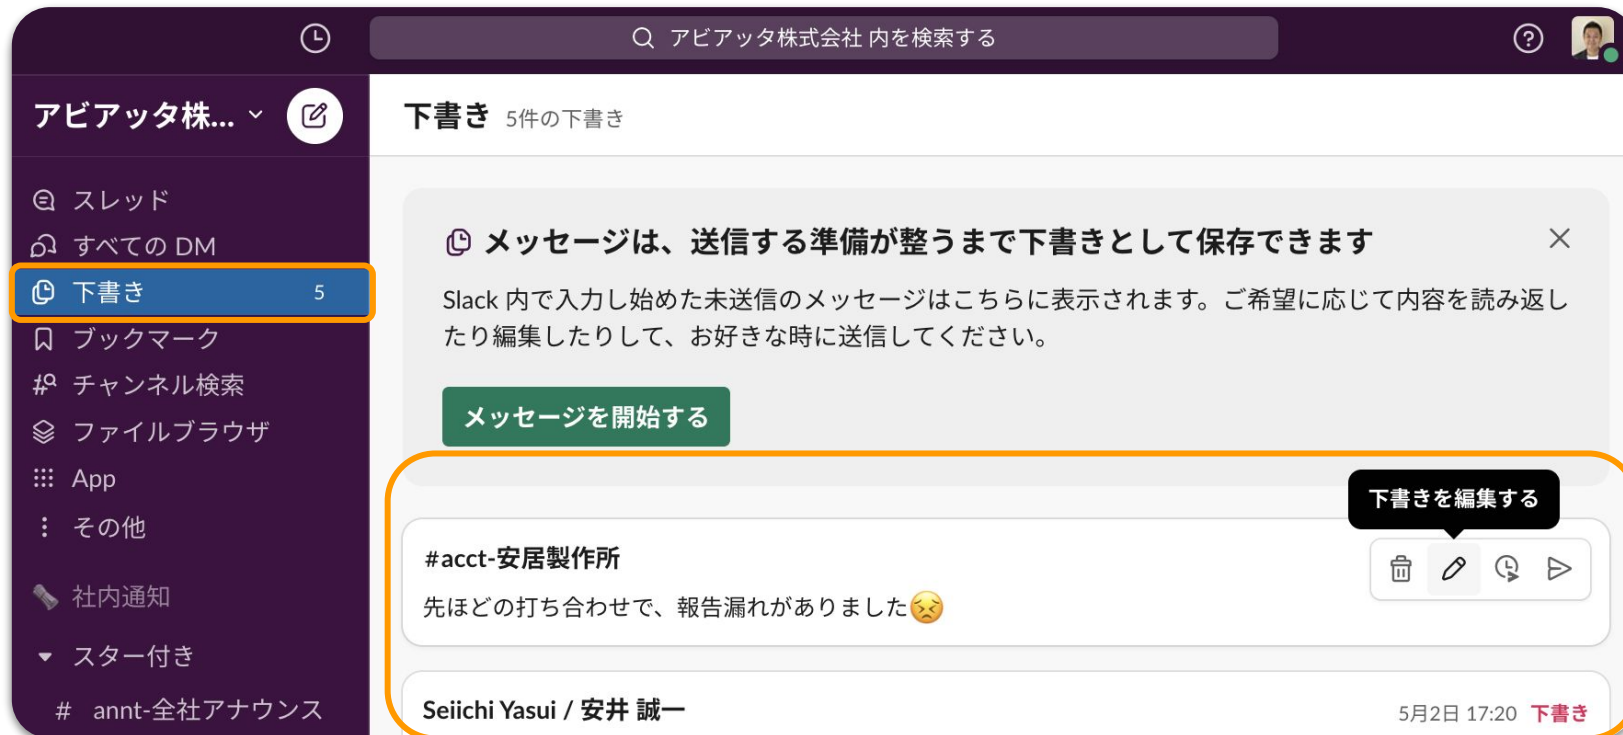 アビアッタ株式会社 内を検索する
アビアッタ株...
スレッド
すべての DM
下書き 5
ブックマーク
チャンネル検索
ファイルブラウザ
App
その他
社内通知
スター付き
# annt-全社アナウンス
下書き 5件の下書き
メッセージは、送信する準備が整うまで下書きとして保存できます
Slack 内で入力し始めた未送信のメッセージはこちらに表示されます。ご希望に応じて内容を読み返し
たり編集したりして、お好きな時に送信してください。
メッセージを開始する
下書きを編集する
#acct-安居製作所
先ほどの打ち合わせで、報告漏れがありました😣
Seiichi Yasui / 安井 誠一
5月2日 17:20 下書き